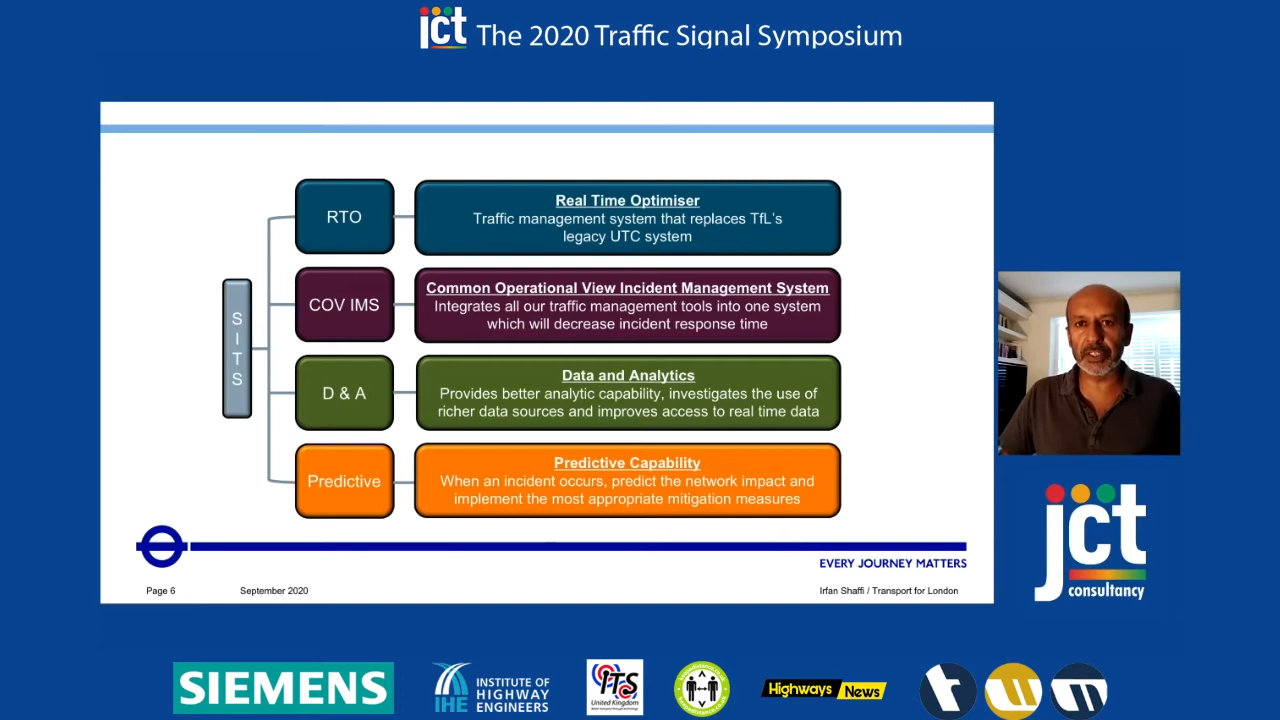 jct The 2020 Traffic Signal Symposium
RTO
Real Time Optimiser
Traffic management system that replaces TfL's
legacy UTC system
SITS
COV IMS
Common Operational View Incident Management System
Integrates all our traffic management tools into one system
which will decrease incident response time
D & A
Data and Analytics
Provides better analytic capability, investigates the use of
richer data sources and improves access to real time data
Predictive
Predictive Capability
When an incident occurs, predict the network impact and
implement the most appropriate mitigation measures
EVERY JOURNEY MATTERS
Page 6
September 2020
Irfan Shaffi / Transport for London
jct
consultancy
SIEMENS
IHE
INSTITUTE OF
HIGHWAY
ENGINEERS
ITS
United Kingdom
Highways News
t
w
m